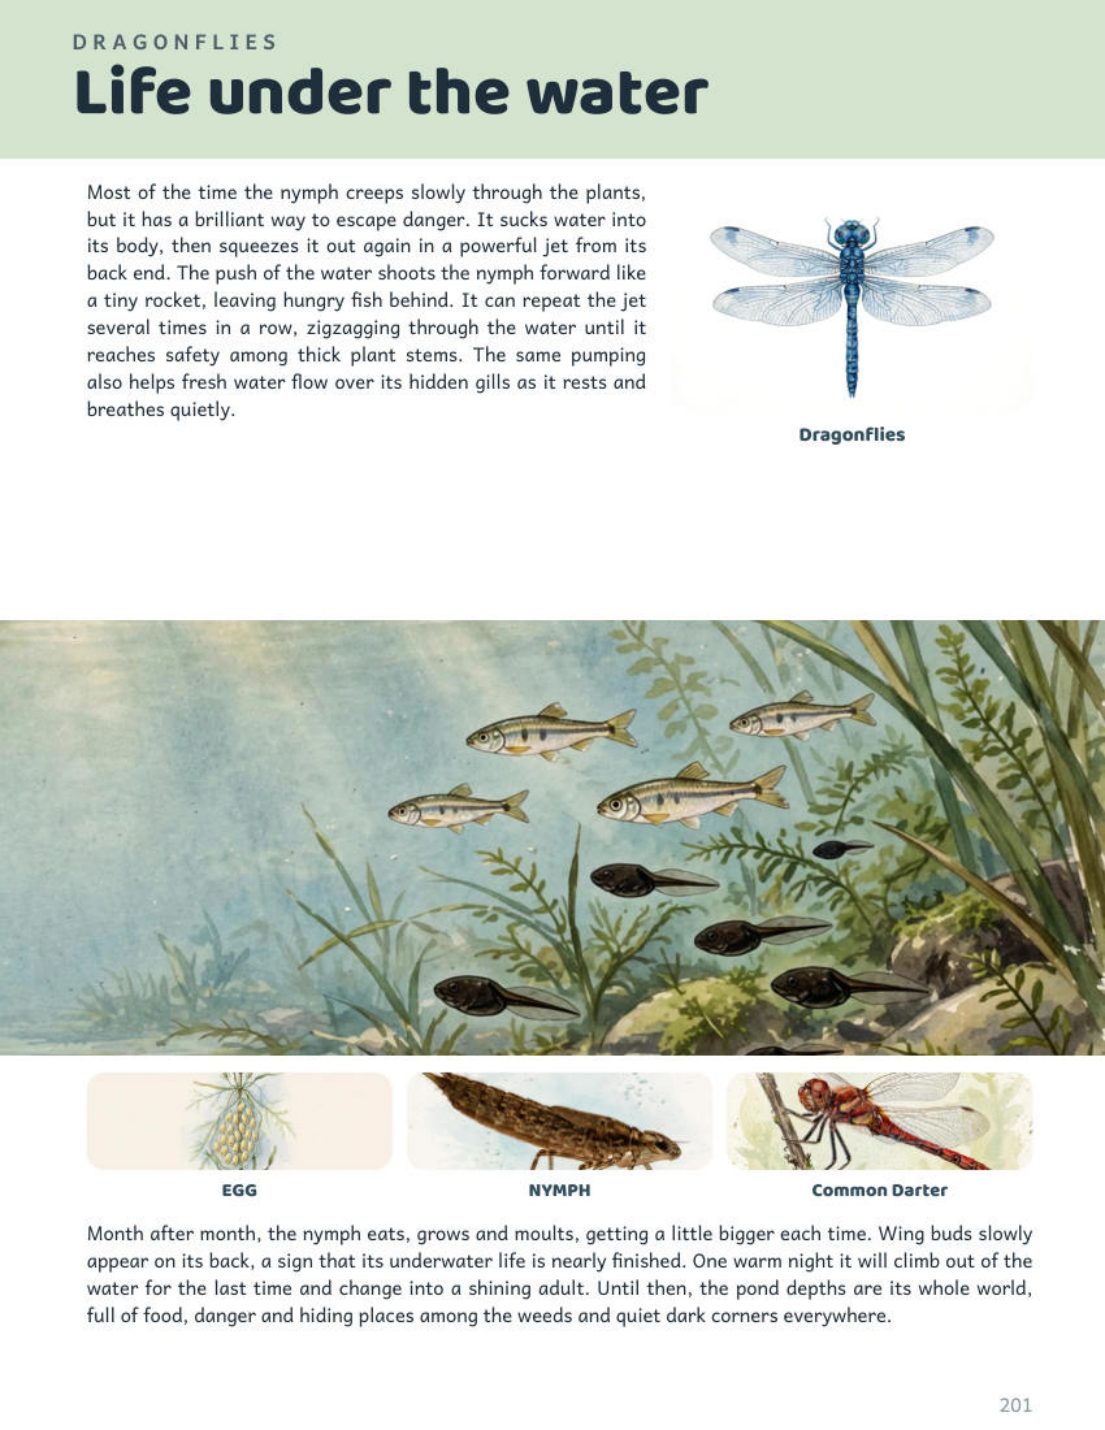 DRAGONFLIES
Life under the water
Most of the time the nymph creeps slowly through the plants,
but it has a brilliant way to escape danger. It sucks water into
its body, then squeezes it out again in a powerful jet from its
back end. The push of the water shoots the nymph forward like
a tiny rocket, leaving hungry fish behind. It can repeat the jet
several times in a row, zigzagging through the water until it
reaches safety among thick plant stems. The same pumping
also helps fresh water flow over its hidden gills as it rests and
breathes quietly.
Dragonflies
EGG
NYMPH
Common Darter
Month after month, the nymph eats, grows and moults, getting a little bigger each time. Wing buds slowly
appear on its back, a sign that its underwater life is nearly finished. One warm night it will climb out of the
water for the last time and change into a shining adult. Until then, the pond depths are its whole world,
full of food, danger and hiding places among the weeds and quiet dark corners everywhere.
201